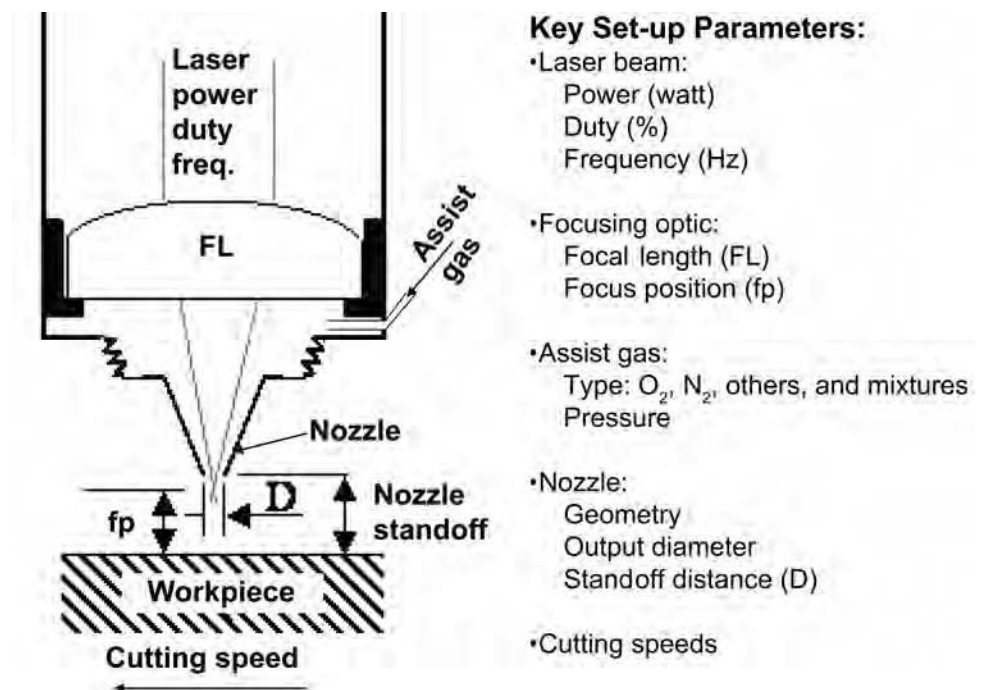 Laser
power
duty
freq.
FL
Assist
gas
Nozzle
D
fp
Nozzle
standoff
Workpiece
Cutting speed
Key Set-up Parameters:
•Laser beam:
Power (watt)
Duty (%)
Frequency (Hz)
•Focusing optic:
Focal length (FL)
Focus position (fp)
•Assist gas:
Type: O₂, N₂, others, and mixtures
Pressure
•Nozzle:
Geometry
Output diameter
Standoff distance (D)
•Cutting speeds